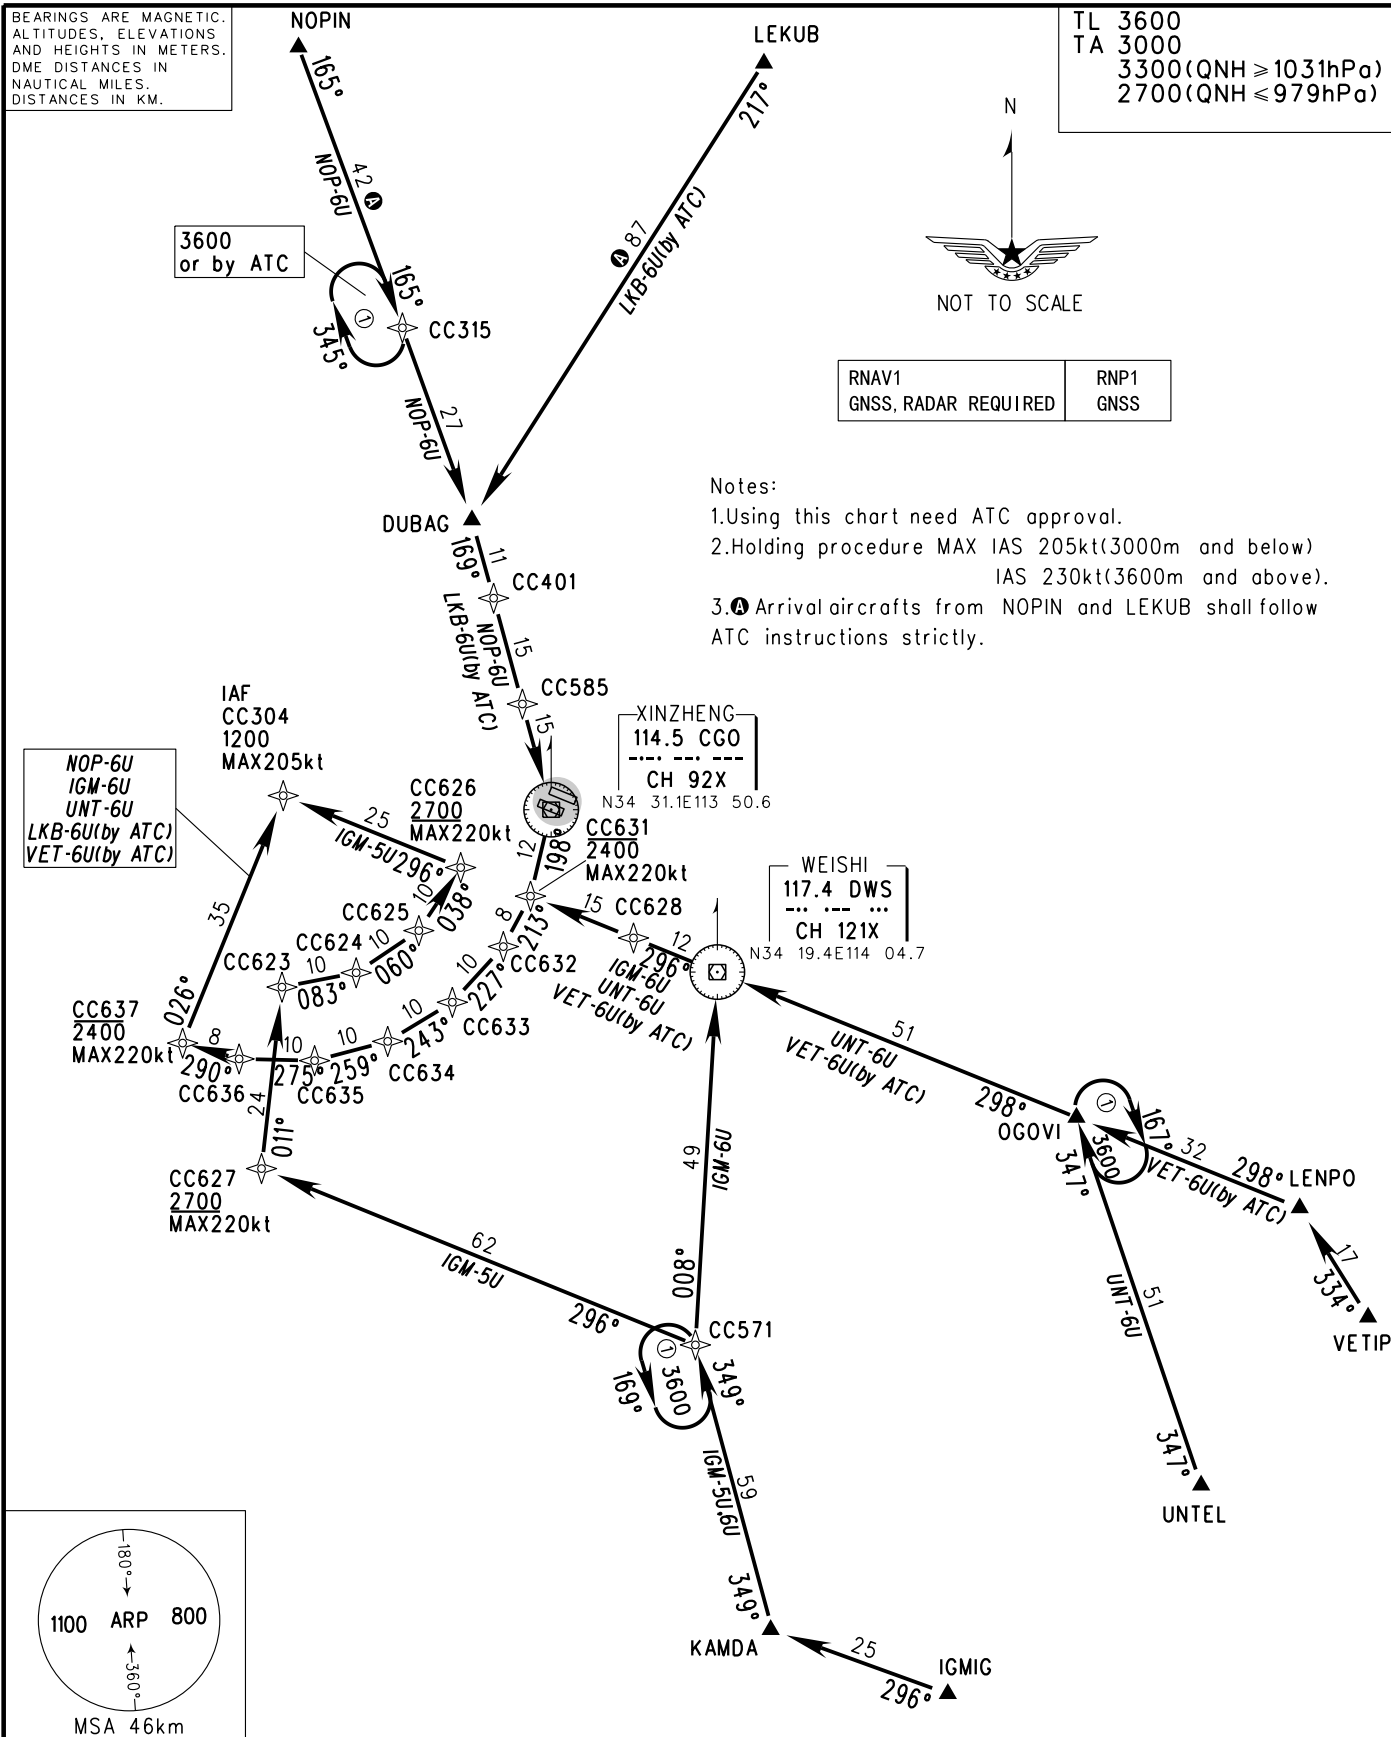 BEARINGS ARE MAGNETIC.
ALTITUDES, ELEVATIONS
AND HEIGHTS IN METERS.
DME DISTANCES IN
NAUTICAL MILES.
DISTANCES IN KM.
NOPIN
LEKUB
TL 3600
TA 3000
3300(QNH ≥ 1031hPa)
2700(QNH ≤ 979hPa)
165°
42 A
NOP-6U
217°
A 87
LKB-6U(by ATC)
N
NOT TO SCALE
3600
or by ATC
165°
1
345°
CC315
27
NOP-6U
RNAV1
GNSS, RADAR REQUIRED
RNP1
GNSS
DUBAG
Notes:
1.Using this chart need ATC approval.
2.Holding procedure MAX IAS 205kt(3000m and below)
IAS 230kt(3600m and above).
3.A Arrival aircrafts from NOPIN and LEKUB shall follow
ATC instructions strictly.
169°
11
CC401
15
NOP-6U
LKB-6U(by ATC)
CC585
15
XINZHENG
114.5 CGO
-·-· --· ---
CH 92X
N34 31.1E113 50.6
IAF
CC304
1200
MAX205kt
NOP-6U
IGM-6U
UNT-6U
LKB-6U(by ATC)
VET-6U(by ATC)
CC626
2700
MAX220kt
25
IGM-5U
296°
12
198°
CC631
2400
MAX220kt
WEISHI
117.4 DWS
-·· ·-- ···
CH 121X
N34 19.4E114 04.7
35
026°
CC625
10
038°
CC624
10
060°
CC623
10
083°
8
213°
CC632
10
227°
CC633
10
243°
CC634
10
259°
CC635
10
275°
CC636
8
290°
CC637
2400
MAX220kt
15
CC628
12
296°
IGM-6U
UNT-6U
VET-6U(by ATC)
51
UNT-6U
VET-6U(by ATC)
298°
OGOVI
1
167°
3600
347°
32
VET-6U(by ATC)
298°
LENPO
17
334°
VETIP
24
011°
CC627
2700
MAX220kt
62
IGM-5U
296°
49
IGM-6U
008°
CC571
1
3600
169°
349°
51
UNT-6U
347°
UNTEL
59
IGM-5U,6U
349°
KAMDA
25
296°
IGMIG
180°
1100
ARP
800
360°
MSA 46km